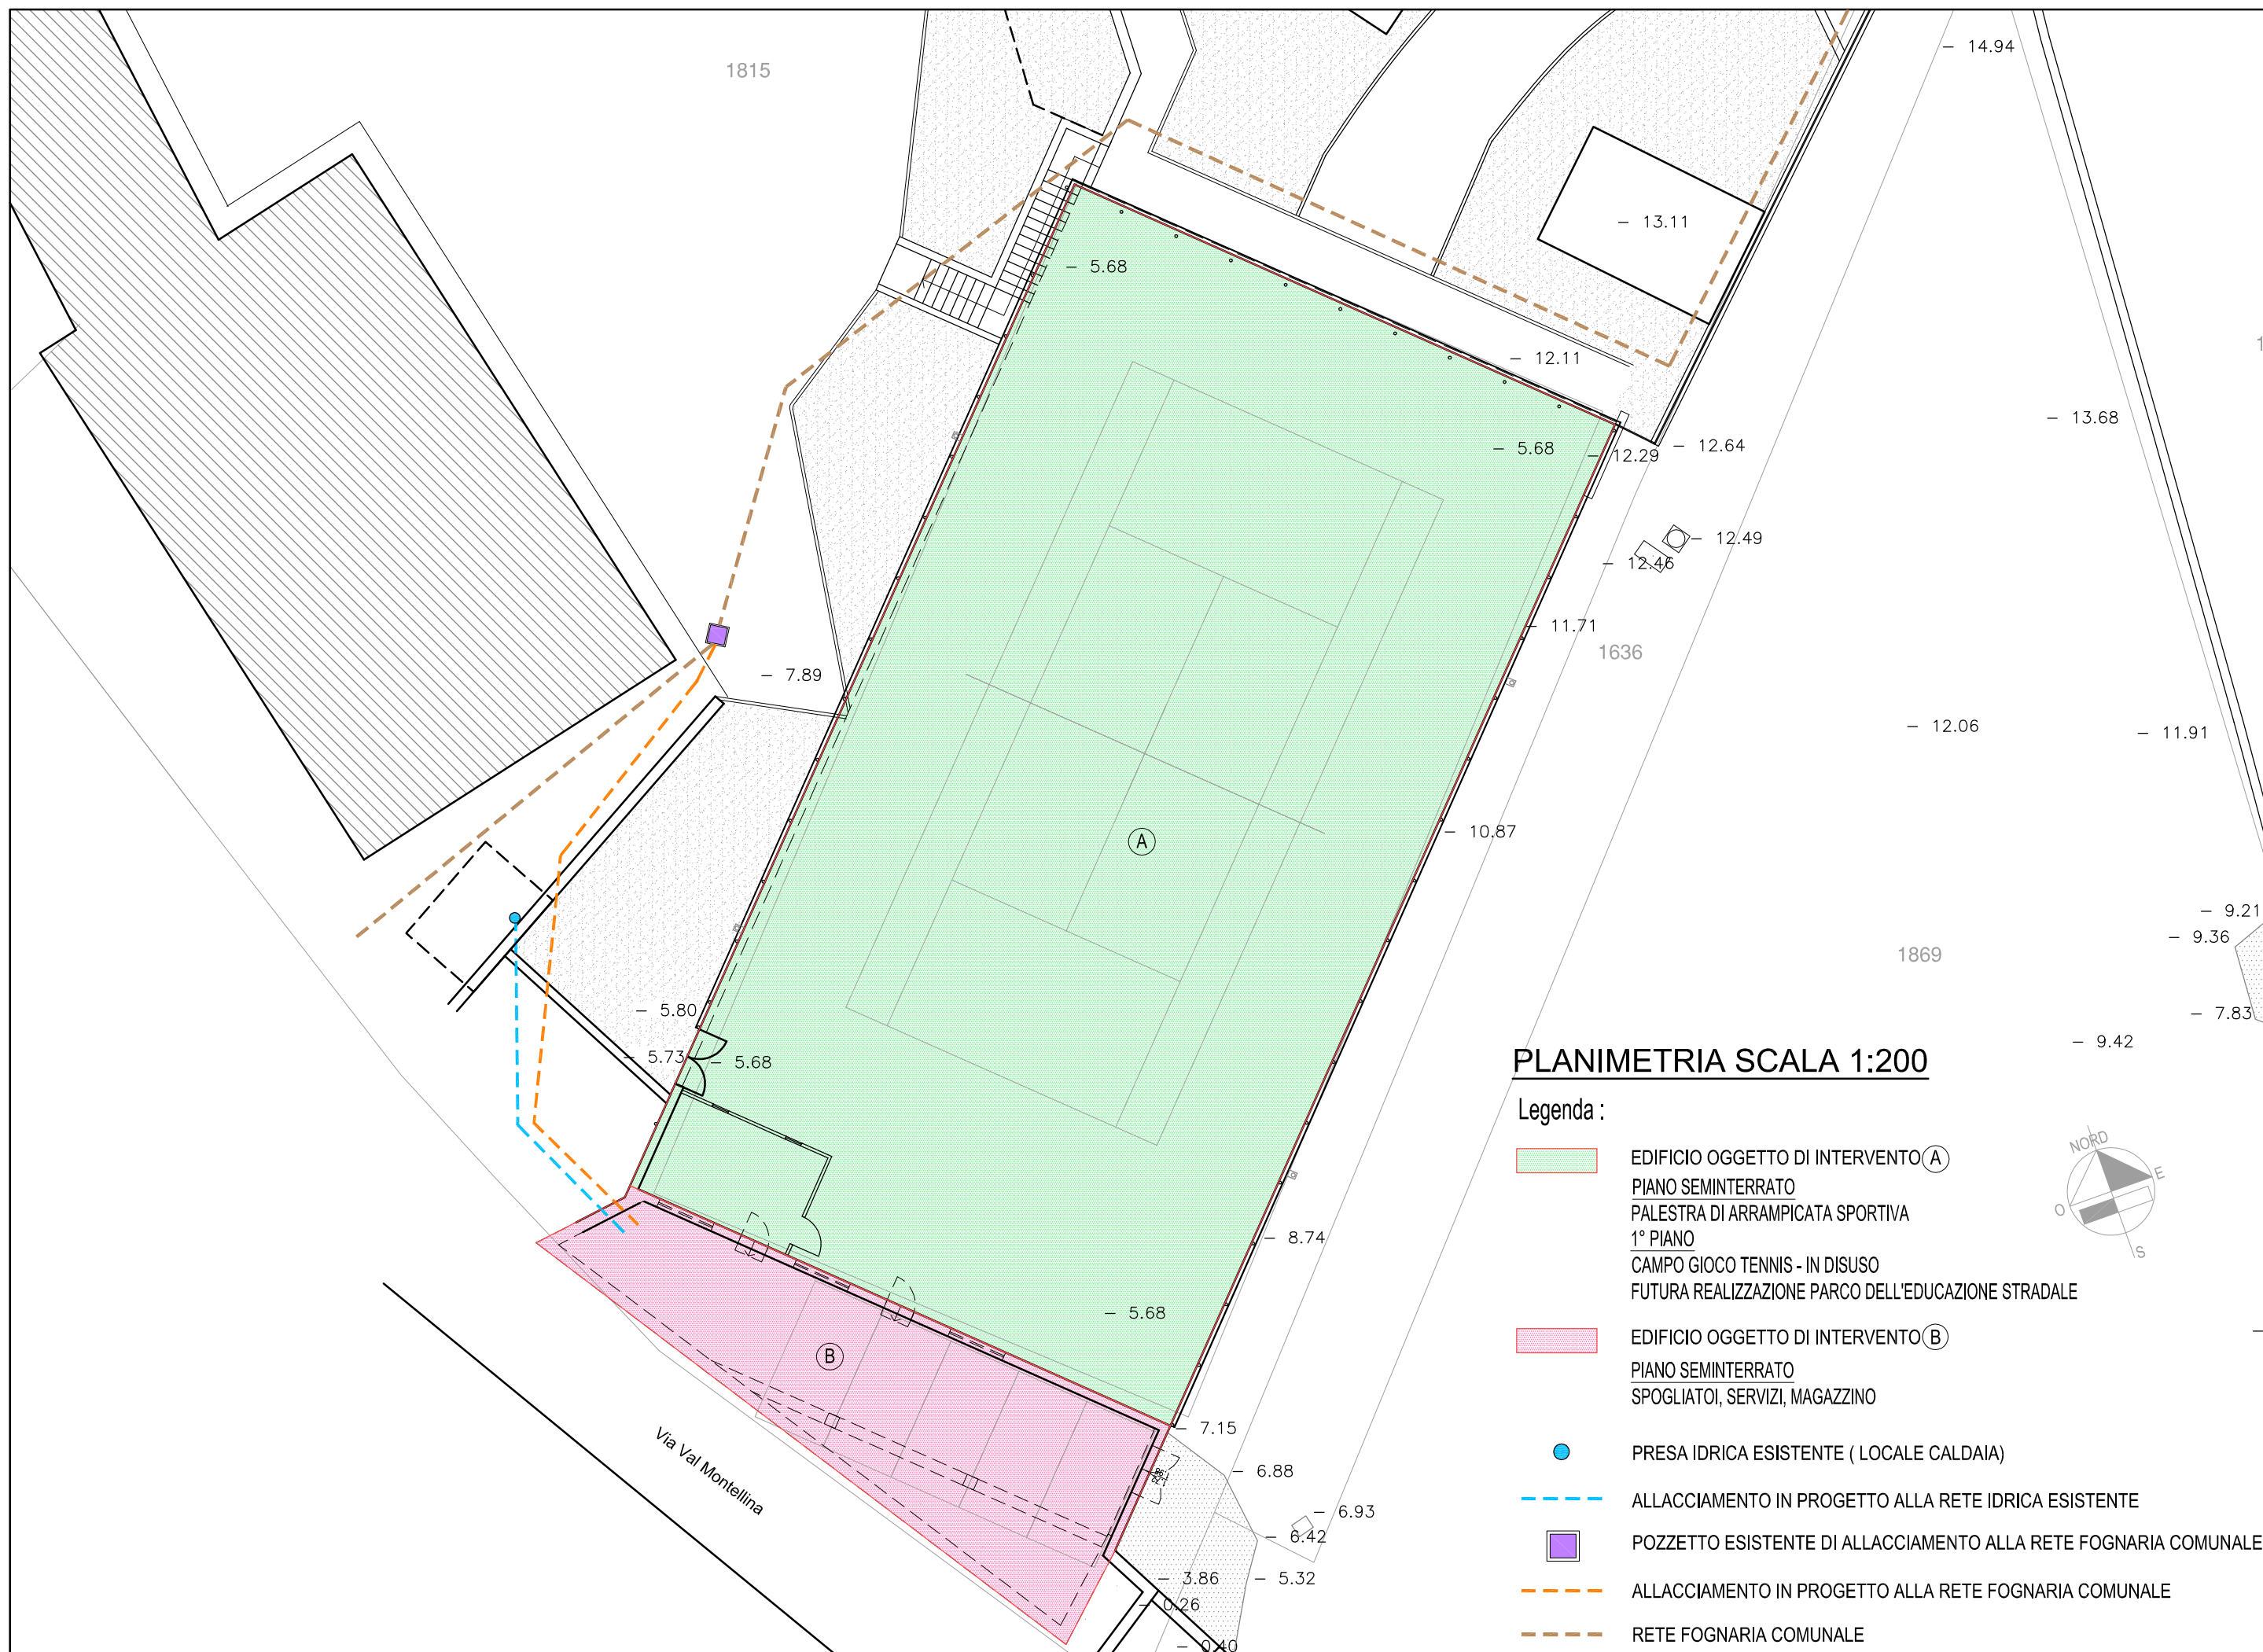 1815
– 14.94
– 13.11
– 5.68
– 12.11
– 13.68
– 5.68
– 12.29
– 12.64
– 12.49
– 12.46
– 11.71
1636
– 7.89
– 12.06
– 11.91
A
– 10.87
– 9.21
– 9.36
1869
– 5.80
– 7.83
– 9.42
– 5.73
– 5.68
PLANIMETRIA SCALA 1:200
Legenda :
NORD
E
O
S
EDIFICIO OGGETTO DI INTERVENTO A
PIANO SEMINTERRATO
PALESTRA DI ARRAMPICATA SPORTIVA
1° PIANO
CAMPO GIOCO TENNIS - IN DISUSO
FUTURA REALIZZAZIONE PARCO DELL'EDUCAZIONE STRADALE
– 8.74
– 5.68
B
EDIFICIO OGGETTO DI INTERVENTO B
PIANO SEMINTERRATO
SPOGLIATOI, SERVIZI, MAGAZZINO
– 7.15
Via Val Montellina
– 6.88
PRESA IDRICA ESISTENTE ( LOCALE CALDAIA)
– 6.93
– 6.42
ALLACCIAMENTO IN PROGETTO ALLA RETE IDRICA ESISTENTE
POZZETTO ESISTENTE DI ALLACCIAMENTO ALLA RETE FOGNARIA COMUNALE
– 3.86
– 5.32
– 0.26
ALLACCIAMENTO IN PROGETTO ALLA RETE FOGNARIA COMUNALE
– 0.40
RETE FOGNARIA COMUNALE